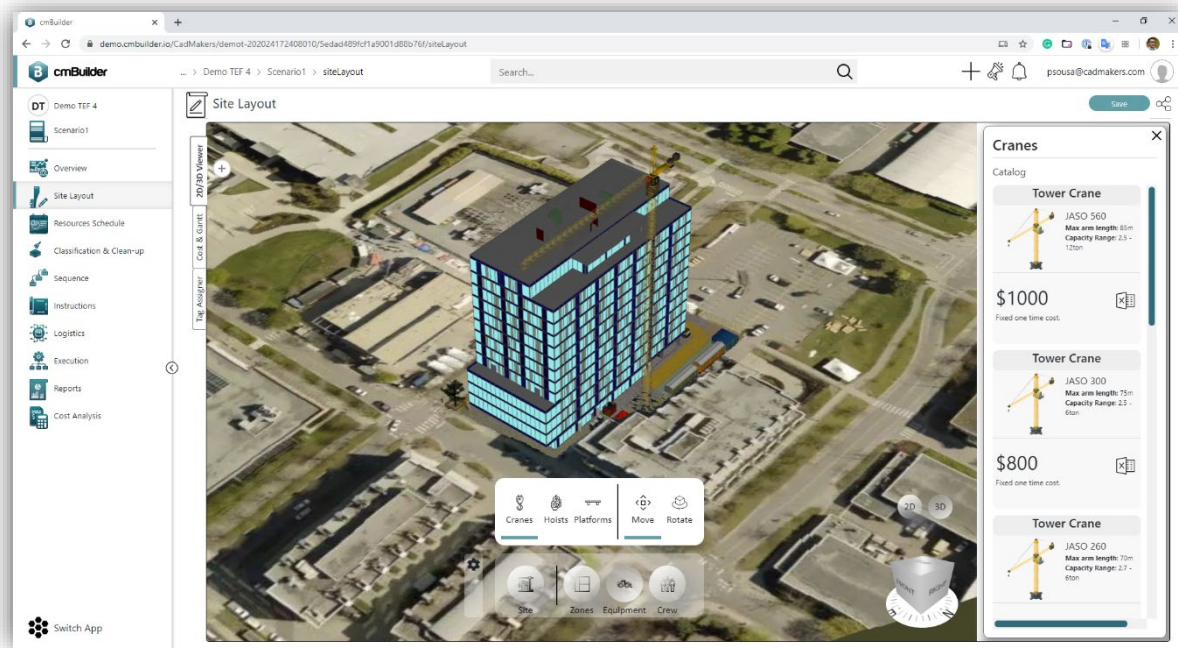 cmBuilder
demo.cmbuilder.io/CadMakers/demot-202024172408010/5edad489fcf1a9001d88b76f/siteLayout
cmBuilder
... > Demo TEF 4 > Scenario1 > siteLayout
Search...
psousa@cadmakers.com
DT Demo TEF 4
Scenario1
Overview
Site Layout
Resources Schedule
Classification & Clean-up
Sequence
Instructions
Logistics
Execution
Reports
Cost Analysis
Switch App
Site Layout
Save
2D/3D Viewer
Cost & Gantt
Tag Assigner
Cranes
Hoists
Platforms
Move
Rotate
Site
Zones
Equipment
Crew
2D
3D
FRONT
RIGHT
Cranes
Catalog
Tower Crane
JASO 560
Max arm length: 85m
Capacity Range: 2.5 -
12ton
$1000
Fixed one time cost.
Tower Crane
JASO 300
Max arm length: 75m
Capacity Range: 2.5 -
6ton
$800
Fixed one time cost.
Tower Crane
JASO 260
Max arm length: 70m
Capacity Range: 2.7 -
6ton